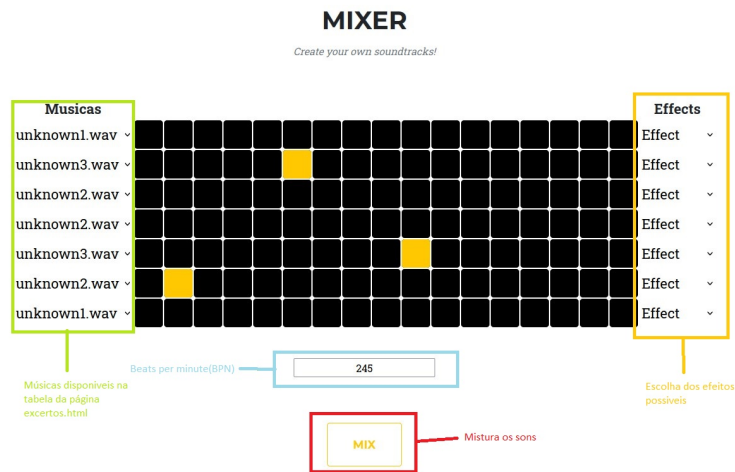 MIXER
Create your own soundtracks!
Musicas
Effects
unknown1.wav
Effect
unknown3.wav
Effect
unknown2.wav
Effect
unknown2.wav
Effect
unknown3.wav
Effect
unknown2.wav
Effect
unknown1.wav
Effect
Beats per minute(BPN)
245
Músicas disponiveis na
tabela da página
excertos.html
Escolha dos efeitos
possiveis
MIX
Mistura os sons